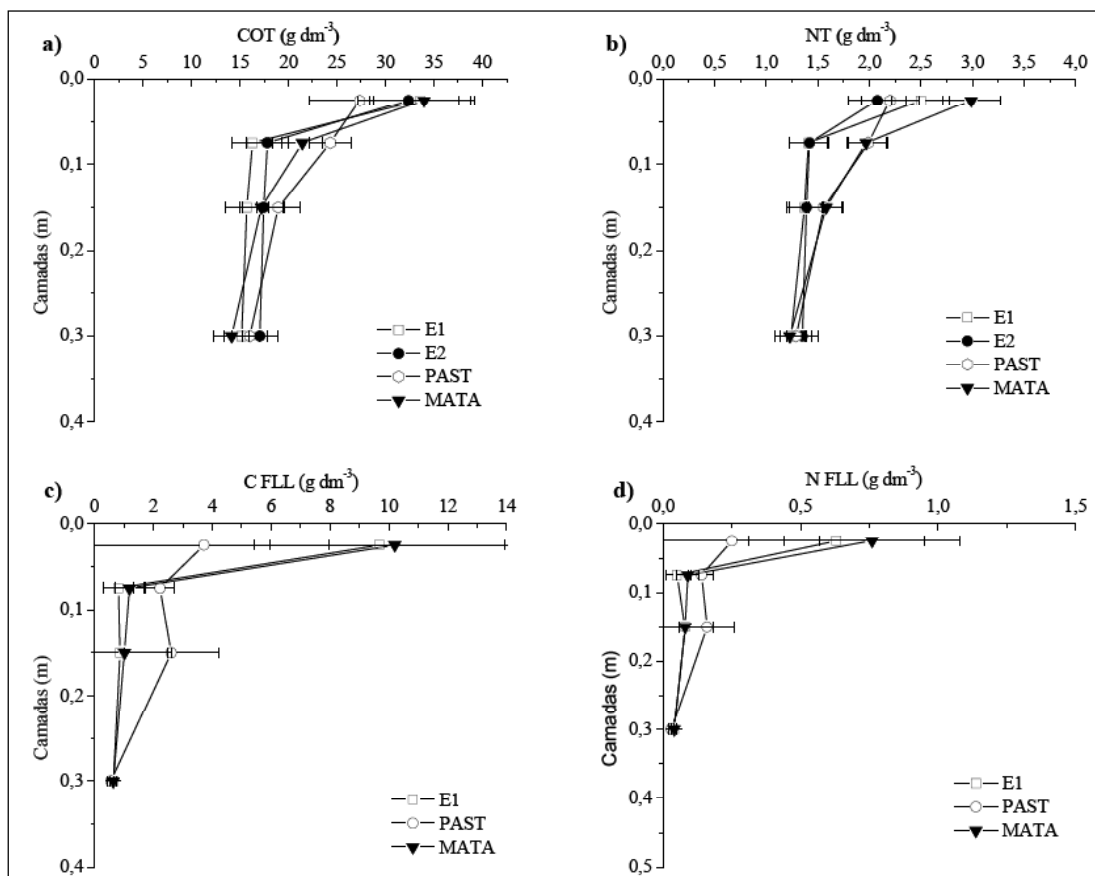 a) COT (g dm-3)
0 5 10 15 20 25 30 35 40
0,0
0,1
0,2
0,3
0,4
Camadas (m)
E1
E2
PAST
MATA
b) NT (g dm-3)
0,0 0,5 1,0 1,5 2,0 2,5 3,0 3,5 4,0
0,0
0,1
0,2
0,3
0,4
Camadas (m)
E1
E2
PAST
MATA
c) C FLL (g dm-3)
0 2 4 6 8 10 12 14
0,0
0,1
0,2
0,3
0,4
Camadas (m)
E1
PAST
MATA
d) N FLL (g dm-3)
0,0 0,5 1,0 1,5
0,0
0,1
0,2
0,3
0,4
0,5
Camadas (m)
E1
PAST
MATA